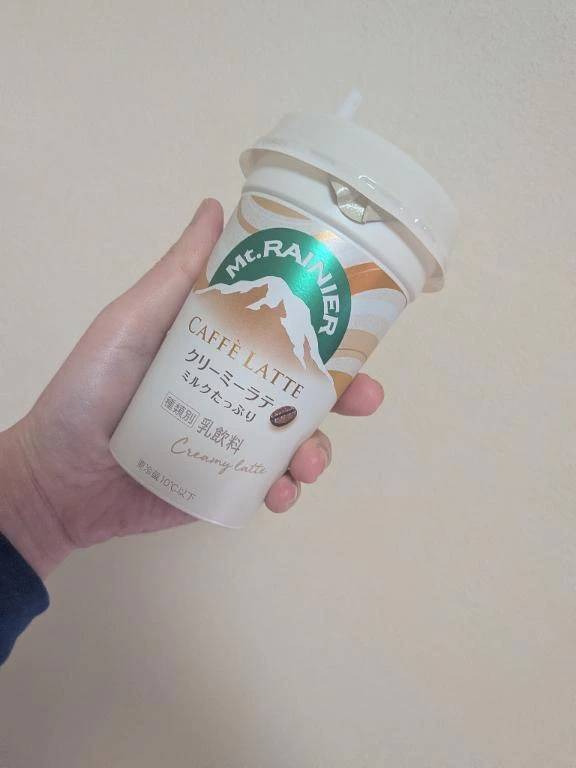 Mt. RAINIER
CAFFÈ LATTE
クリーミーラテ
ミルクたっぷり
種類別 乳飲料
Creamy latte
要冷蔵10℃以下